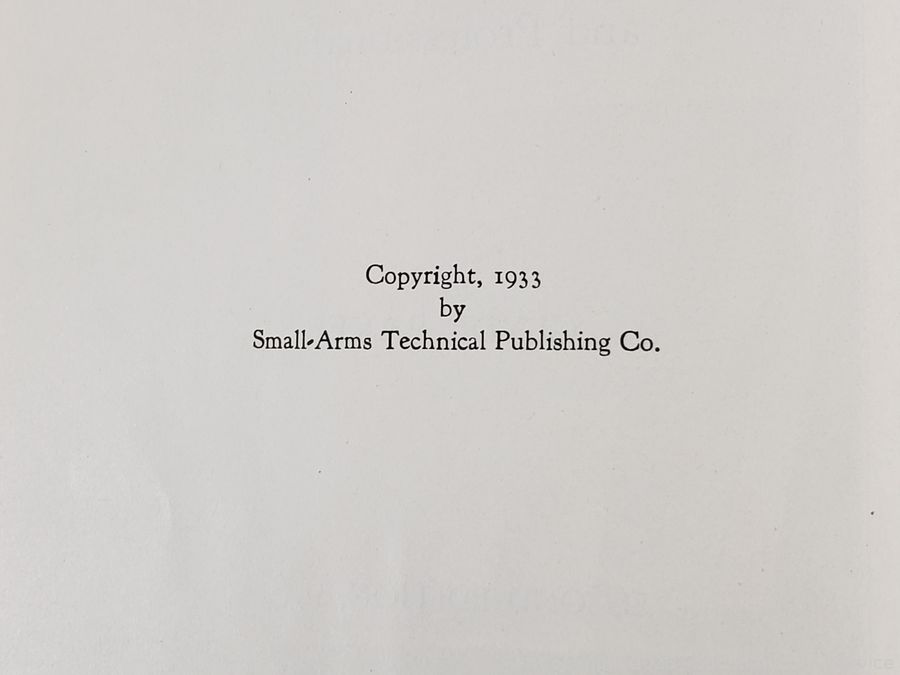 Copyright, 1933
by
Small-Arms Technical Publishing Co.